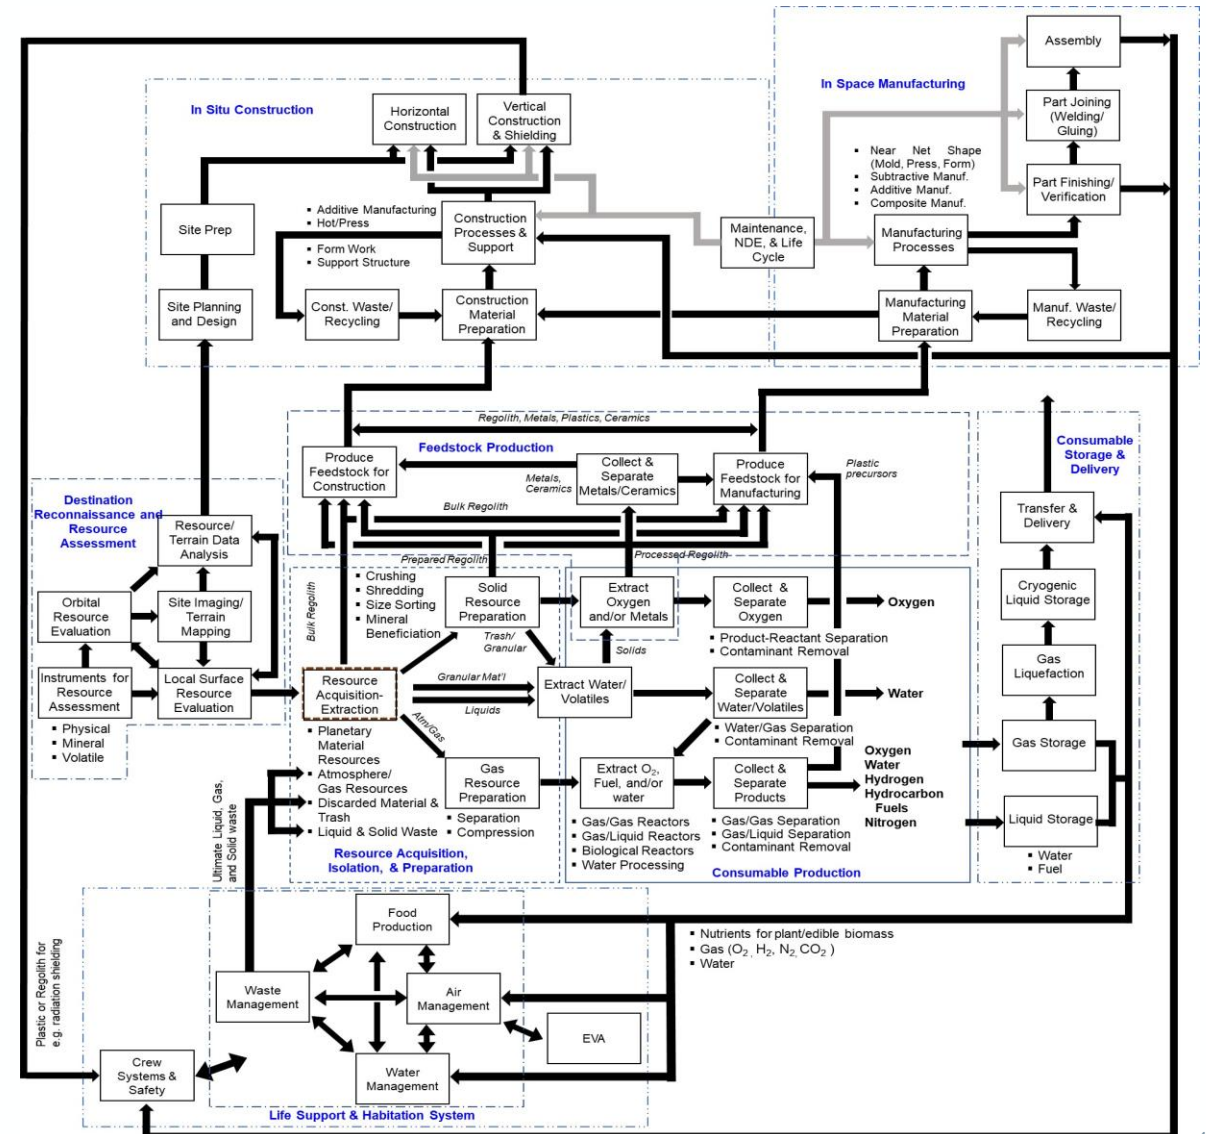 In Situ Construction
Horizontal
Construction
Vertical
Construction
& Shielding
Site Prep
Site Planning
and Design
▪ Additive Manufacturing
▪ Hot/Press
▪ Form Work
▪ Support Structure
Construction
Processes &
Support
Const. Waste/
Recycling
Construction
Material
Preparation
Maintenance,
NDE, & Life
Cycle
In Space Manufacturing
Assembly
Part Joining
(Welding/
Gluing)
▪ Near Net Shape
(Mold, Press, Form)
▪ Subtractive Manuf.
▪ Additive Manuf.
▪ Composite Manuf.
Part Finishing/
Verification
Manufacturing
Processes
Manufacturing
Material
Preparation
Manuf. Waste/
Recycling
Regolith, Metals, Plastics, Ceramics
Feedstock Production
Produce
Feedstock for
Construction
Metals,
Ceramics
Collect &
Separate
Metals/Ceramics
Produce
Feedstock for
Manufacturing
Plastic
precursors
Bulk Regolith
Prepared Regolith
Processed Regolith
Consumable
Storage &
Delivery
Transfer &
Delivery
Cryogenic
Liquid Storage
Gas
Liquefaction
Gas Storage
Liquid Storage
▪ Water
▪ Fuel
Destination
Reconnaissance and
Resource
Assessment
Resource/
Terrain Data
Analysis
Orbital
Resource
Evaluation
Site Imaging/
Terrain
Mapping
Instruments for
Resource
Assessment
Local Surface
Resource
Evaluation
▪ Physical
▪ Mineral
▪ Volatile
Bulk Regolith
▪ Crushing
▪ Shredding
▪ Size Sorting
▪ Mineral
Beneficiation
Solid
Resource
Preparation
Trash/
Granular
Resource
Acquisition-
Extraction
Granular Mat'l
Liquids
Atm/Gas
▪ Planetary
Material
Resources
▪ Atmosphere/
Gas Resources
▪ Discarded Material &
Trash
▪ Liquid & Solid Waste
Gas
Resource
Preparation
▪ Separation
▪ Compression
Resource Acquisition,
Isolation, & Preparation
Extract
Oxygen
and/or Metals
Collect &
Separate
Oxygen
Oxygen
▪ Product-Reactant Separation
▪ Contaminant Removal
Solids
Extract Water/
Volatiles
Collect &
Separate
Water/Volatiles
Water
▪ Water/Gas Separation
▪ Contaminant Removal
Extract O2,
Fuel, and/or
water
Collect &
Separate
Products
Oxygen
Water
Hydrogen
Hydrocarbon
Fuels
Nitrogen
▪ Gas/Gas Reactors
▪ Gas/Liquid Reactors
▪ Biological Reactors
▪ Water Processing
▪ Gas/Gas Separation
▪ Gas/Liquid Separation
▪ Contaminant Removal
Consumable Production
Ultimate Liquid, Gas,
and Solid waste
Plastic or Regolith for
e.g. radiation shielding
Food
Production
▪ Nutrients for plant/edible biomass
▪ Gas (O2 , H2, N2, CO2 )
▪ Water
Waste
Management
Air
Management
EVA
Crew
Systems &
Safety
Water
Management
Life Support & Habitation System